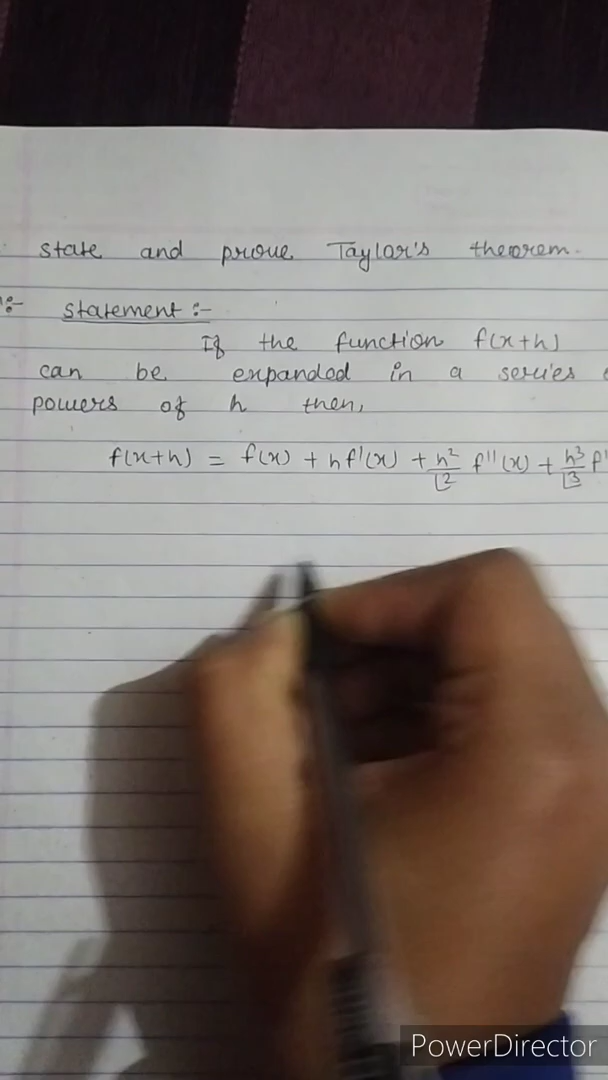 state and prove Taylor's theorem.
:- statement :-
If the function f(x+h)
can be expanded in a series
powers of h then,
f(x+h) = f(x) + hf'(x) + h²/⌊2 f''(x) + h³/⌊3 f'
PowerDirector